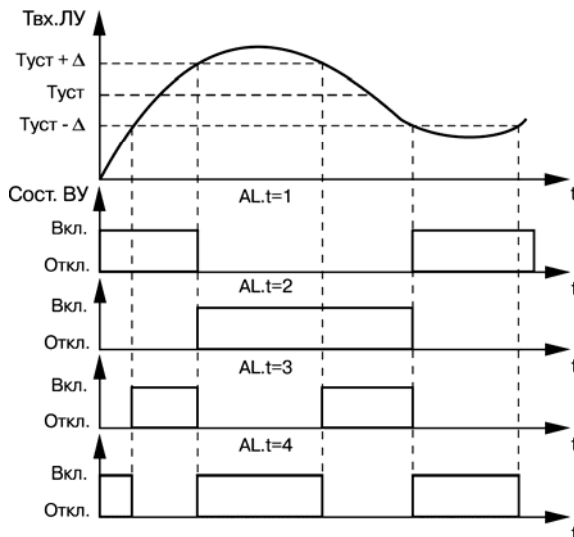 Твх.ЛУ
Туст + Δ
Туст
Туст - Δ
t
Сост. ВУ
AL.t=1
Вкл.
Откл.
t
AL.t=2
Вкл.
Откл.
t
AL.t=3
Вкл.
Откл.
t
AL.t=4
Вкл.
Откл.
t